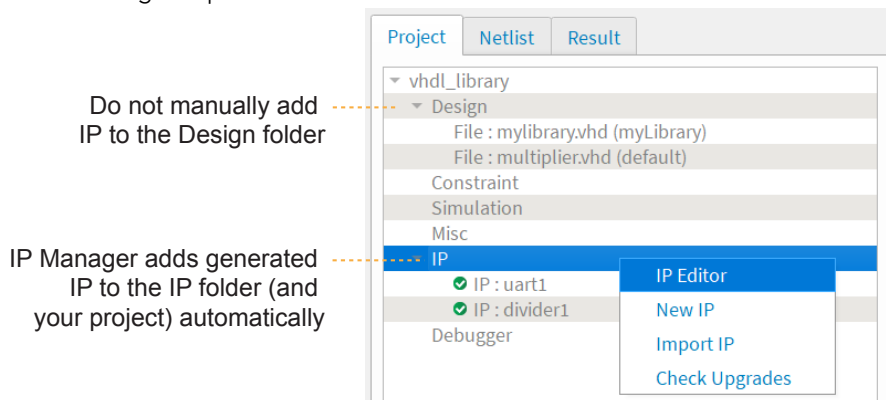 Project Netlist Result
vhdl_library
Do not manually add
IP to the Design folder
Design
File : mylibrary.vhd (myLibrary)
File : multiplier.vhd (default)
Constraint
Simulation
Misc
IP Manager adds generated
IP to the IP folder (and
your project) automatically
IP
IP : uart1
IP : divider1
Debugger
IP Editor
New IP
Import IP
Check Upgrades